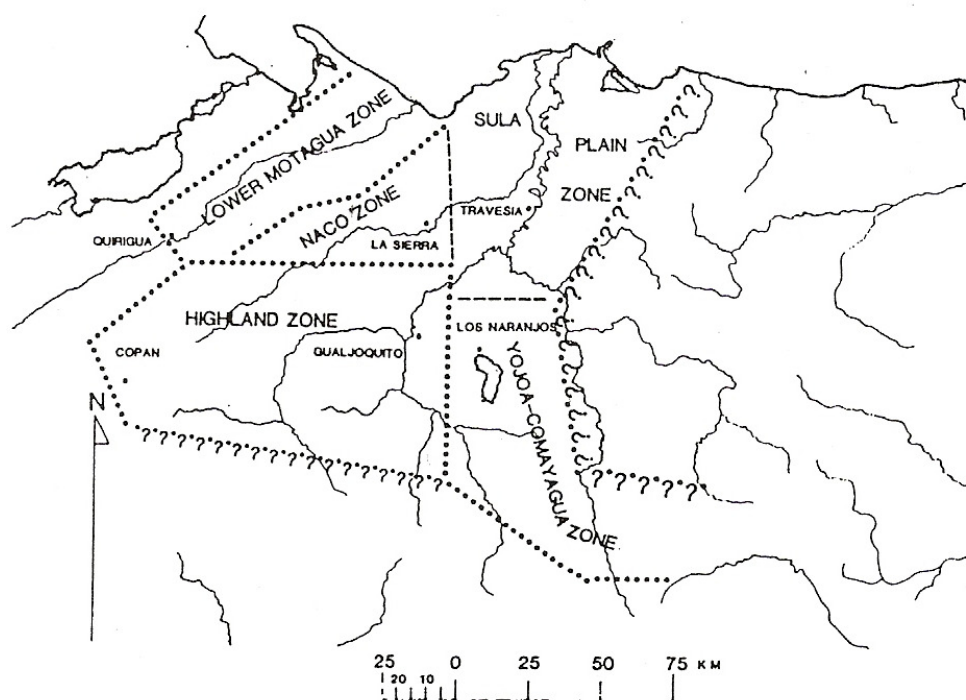 SULA
PLAIN
ZONE
LOWER MOTAGUA ZONE
NACO ZONE
TRAVESIA
QUIRIGUA
LA SIERRA
HIGHLAND ZONE
LOS NARANJOS
COPAN
GUALJOQUITO
YOJOA-COMAYAGUA ZONE
N
25 0 25 50 75 KM
20 10